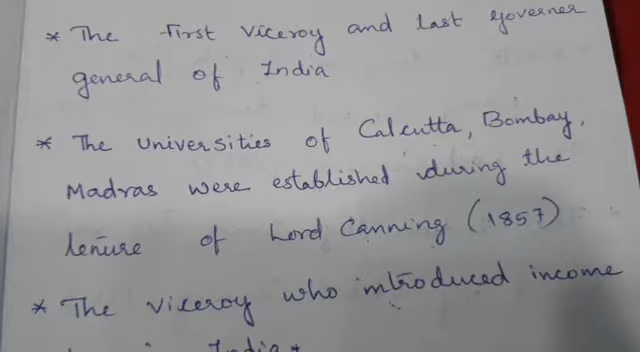 * The first viceroy and last governer
general of India
* The universities of Calcutta, Bombay,
Madras were established during the
tenure of Lord Canning (1857)
* The viceroy who introduced income
India *